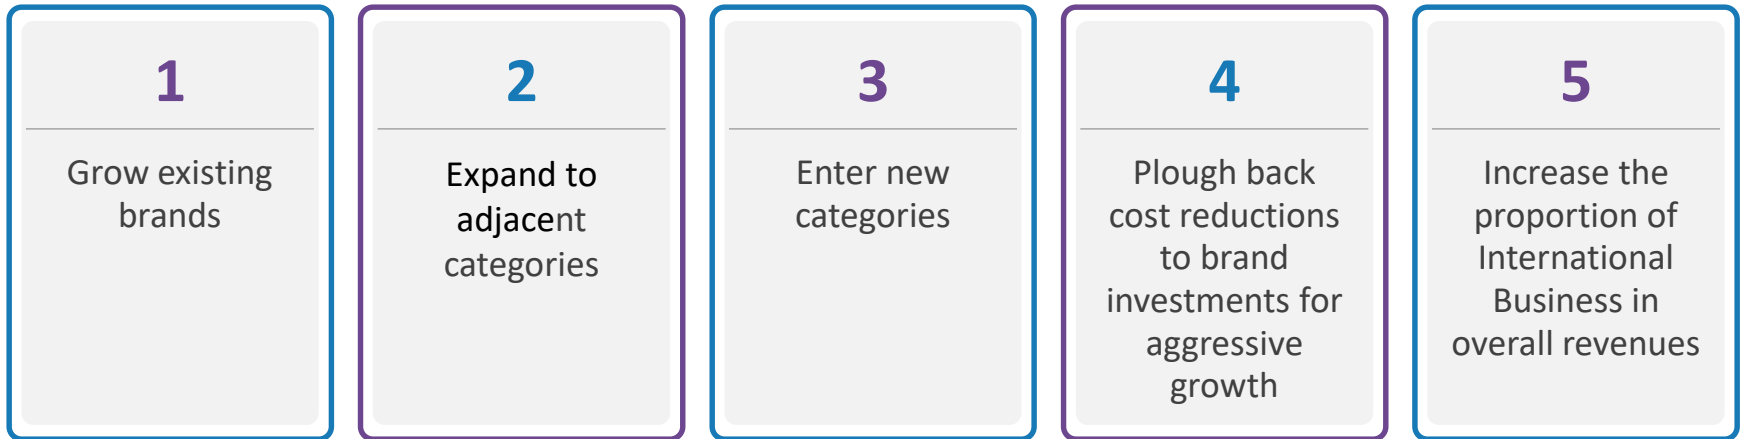 1
Grow existing
brands
2
Expand to
adjacent
categories
3
Enter new
categories
4
Plough back
cost reductions
to brand
investments for
aggressive
growth
5
Increase the
proportion of
International
Business in
overall revenues